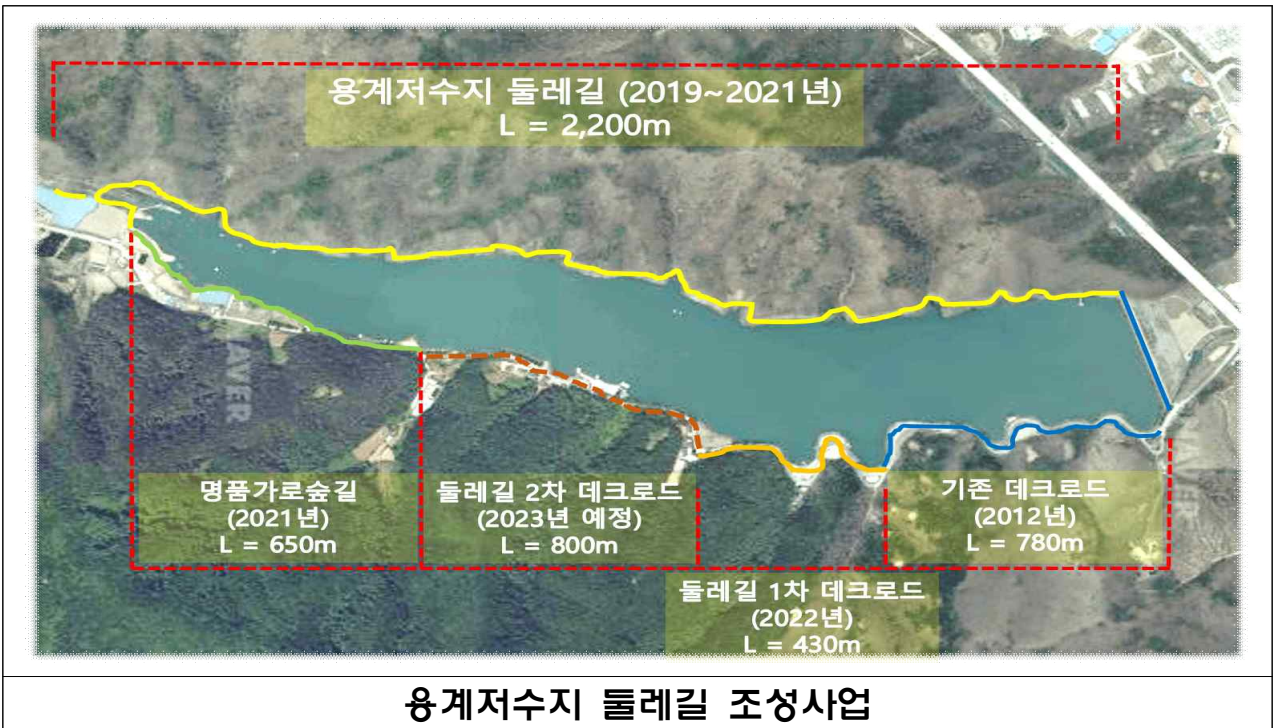 용계저수지 둘레길 (2019~2021년)
L = 2,200m
NAVER
명품가로숲길
(2021년)
L = 650m
둘레길 2차 데크로드
(2023년 예정)
L = 800m
기존 데크로드
(2012년)
L = 780m
둘레길 1차 데크로드
(2022년)
L = 430m
용계저수지 둘레길 조성사업